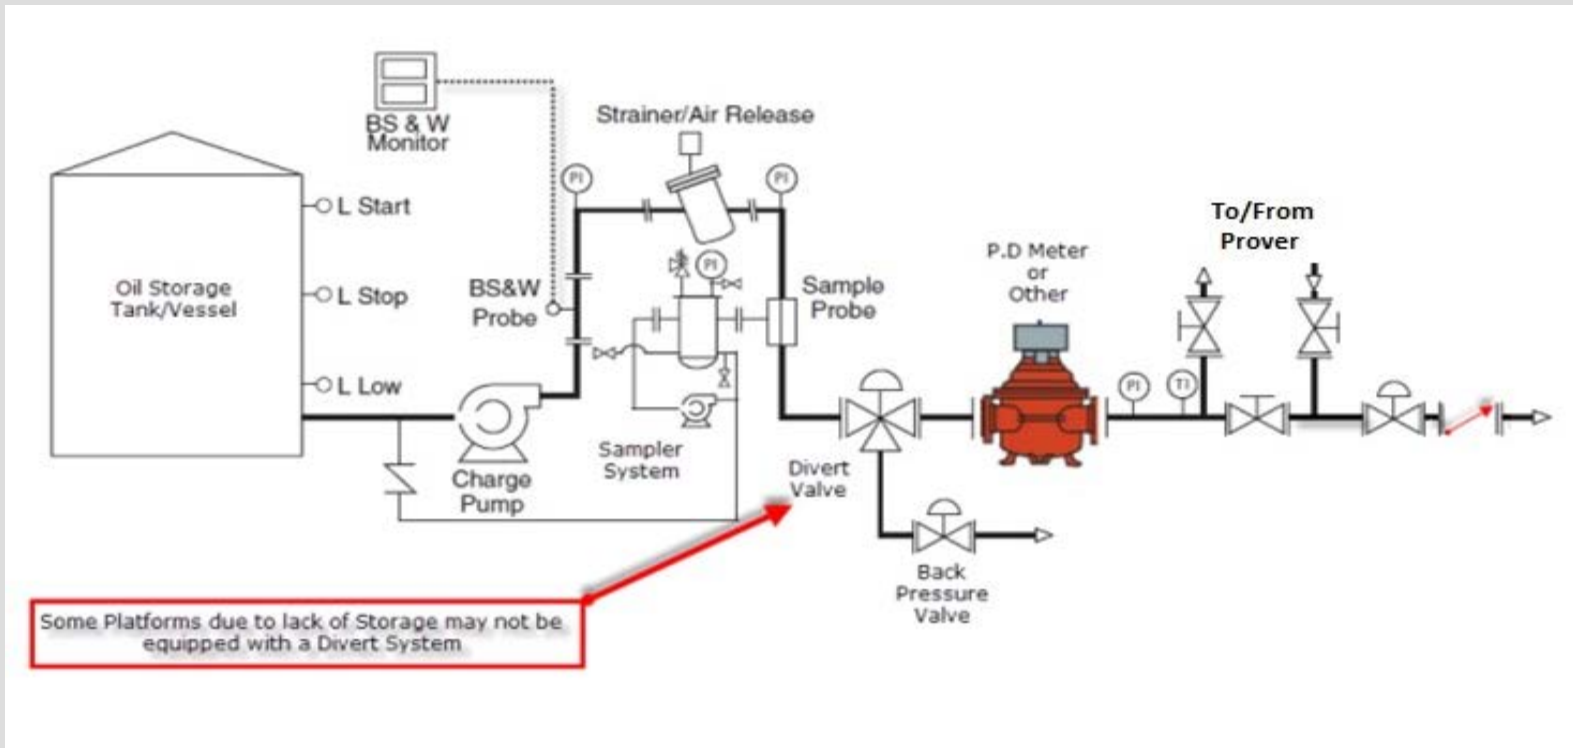 BS & W
Monitor
Strainer/Air Release
PI
PI
L Start
Oil Storage
Tank/Vessel
L Stop
L Low
BS&W
Probe
PI
Sample
Probe
To/From
Prover
P.D Meter
or
Other
PI
TI
Charge
Pump
Sampler
System
Divert
Valve
Back
Pressure
Valve
Some Platforms due to lack of Storage may not be
equipped with a Divert System